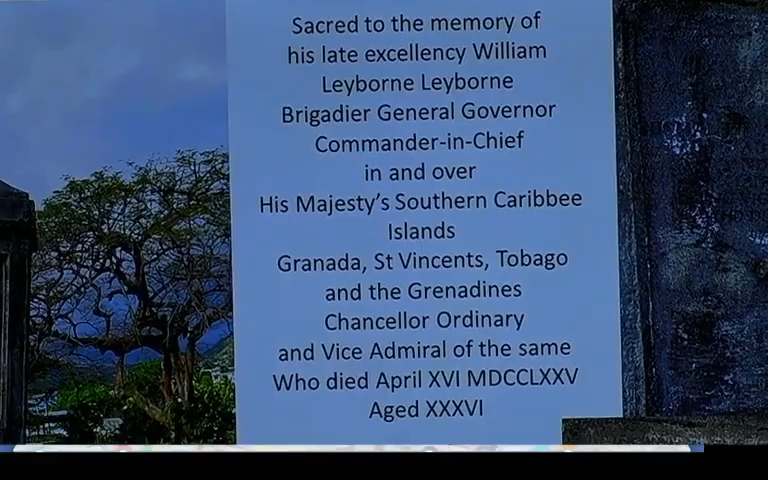 Sacred to the memory of
his late excellency William
Leyborne Leyborne
Brigadier General Governor
Commander-in-Chief
in and over
His Majesty's Southern Caribbee
Islands
Granada, St Vincents, Tobago
and the Grenadines
Chancellor Ordinary
and Vice Admiral of the same
Who died April XVI MDCCLXXV
Aged XXXVI